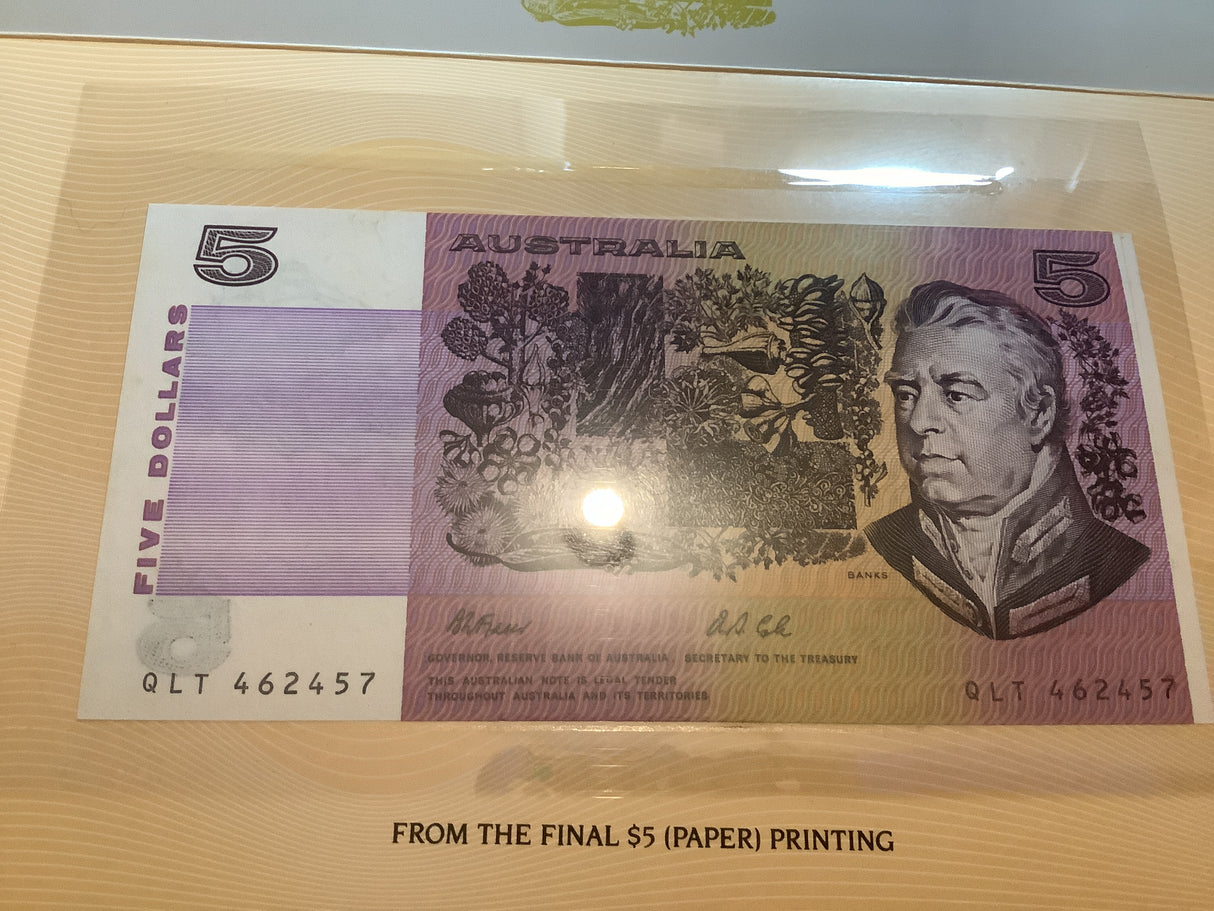 5
AUSTRALIA
5
FIVE DOLLARS
BANKS
GOVERNOR, RESERVE BANK OF AUSTRALIA. SECRETARY TO THE TREASURY
THIS AUSTRALIAN NOTE IS LEGAL TENDER
THROUGHOUT AUSTRALIA AND ITS TERRITORIES
QLT 462457
QLT 462457
FROM THE FINAL $5 (PAPER) PRINTING